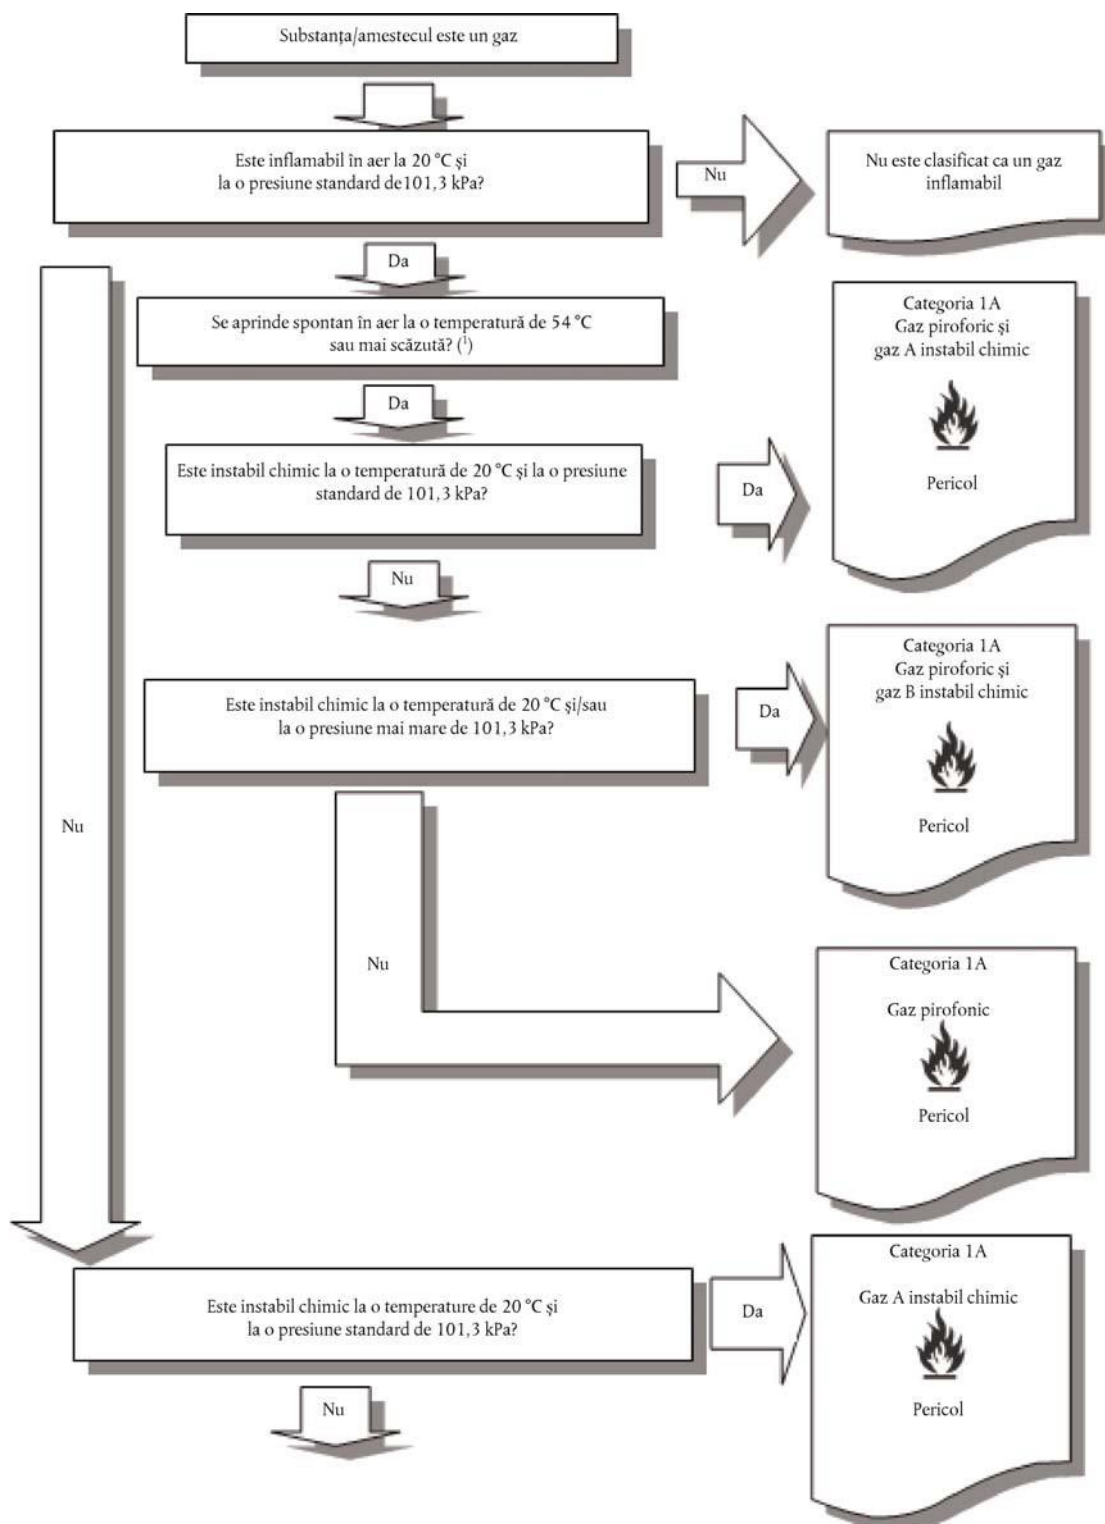 Substanța/amestecul este un gaz
Este inflamabil în aer la 20 °C și
la o presiune standard de101,3 kPa?
Nu
Nu este clasificat ca un gaz
inflamabil
Da
Se aprinde spontan în aer la o temperatură de 54 °C
sau mai scăzută? (¹)
Categoria 1A
Gaz piroforic și
gaz A instabil chimic
Pericol
Da
Este instabil chimic la o temperatură de 20 °C și la o presiune
standard de 101,3 kPa?
Da
Nu
Este instabil chimic la o temperatură de 20 °C și/sau
la o presiune mai mare de 101,3 kPa?
Da
Categoria 1A
Gaz piroforic și
gaz B instabil chimic
Pericol
Nu
Nu
Categoria 1A
Gaz pirofonic
Pericol
Este instabil chimic la o temperature de 20 °C și
la o presiune standard de 101,3 kPa?
Da
Categoria 1A
Gaz A instabil chimic
Pericol
Nu